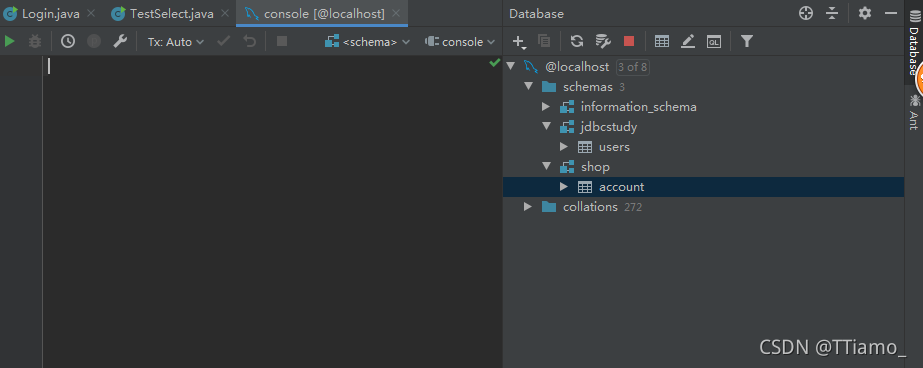 Login.java
TestSelect.java
console [@localhost]
Database
Tx: Auto
<schema>
console
QL
@localhost 3 of 8
schemas 3
information_schema
jdbcstudy
users
shop
account
collations 272
Database
Ant
CSDN @TTiamo_